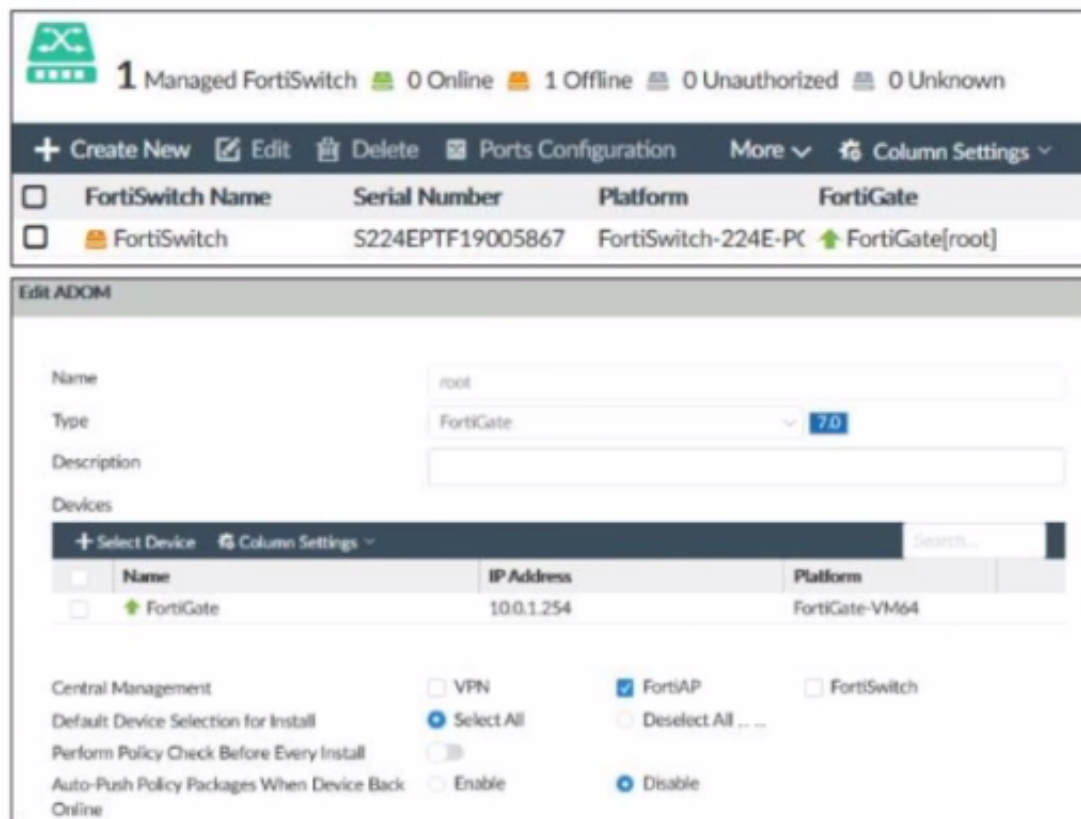 1 Managed FortiSwitch 0 Online 1 Offline 0 Unauthorized 0 Unknown
+ Create New Edit Delete Ports Configuration More Column Settings
FortiSwitch Name Serial Number Platform FortiGate
FortiSwitch S224EPTF19005867 FortiSwitch-224E-PC FortiGate[root]
Edit ADOM
Name root
Type FortiGate 7.0
Description
Devices
+ Select Device Column Settings Search...
Name IP Address Platform
FortiGate 10.0.1.254 FortiGate-VM64
Central Management VPN FortiAP FortiSwitch
Default Device Selection for Install Select All Deselect All ... ...
Perform Policy Check Before Every Install
Auto-Push Policy Packages When Device Back Enable Disable
Online